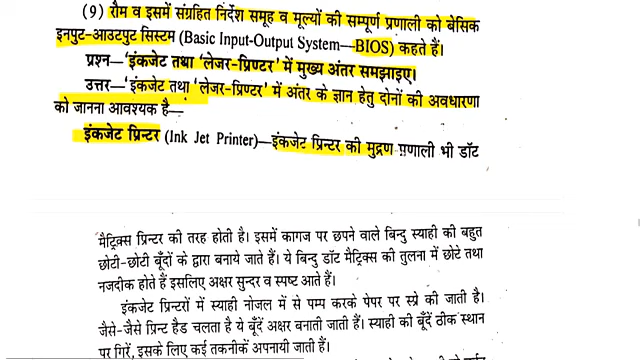 (9) रौम व इसमें संग्रहित निर्देश समूह व मूल्यों की सम्पूर्ण प्रणाली को बेसिक
इनपुट-आउटपुट सिस्टम (Basic Input-Output System—BIOS) कहते हैं।
प्रश्न—'इंकजेट तथा 'लेजर-प्रिण्टर' में मुख्य अंतर समझाइए।
उत्तर—'इंकजेट तथा 'लेजर-प्रिण्टर' में अंतर के ज्ञान हेतु दोनों की अवधारणा
को जानना आवश्यक है—
इंकजेट प्रिन्टर (Ink Jet Printer)—इंकजेट प्रिन्टर की मुद्रण प्रणाली भी डॉट
मैट्रिक्स प्रिन्टर की तरह होती है। इसमें कागज पर छपने वाले बिन्दु स्याही की बहुत
छोटी-छोटी बूँदों के द्वारा बनाये जाते हैं। ये बिन्दु डॉट मैट्रिक्स की तुलना में छोटे तथा
नजदीक होते हैं इसलिए अक्षर सुन्दर व स्पष्ट आते हैं।
इंकजेट प्रिन्टरों में स्याही नोजल में से पम्प करके पेपर पर स्प्रे की जाती है।
जैसे-जैसे प्रिन्ट हैड चलता है ये बूँदें अक्षर बनाती जाती हैं। स्याही की बूँदें ठीक स्थान
पर गिरें, इसके लिए कई तकनीकें अपनायी जाती हैं।